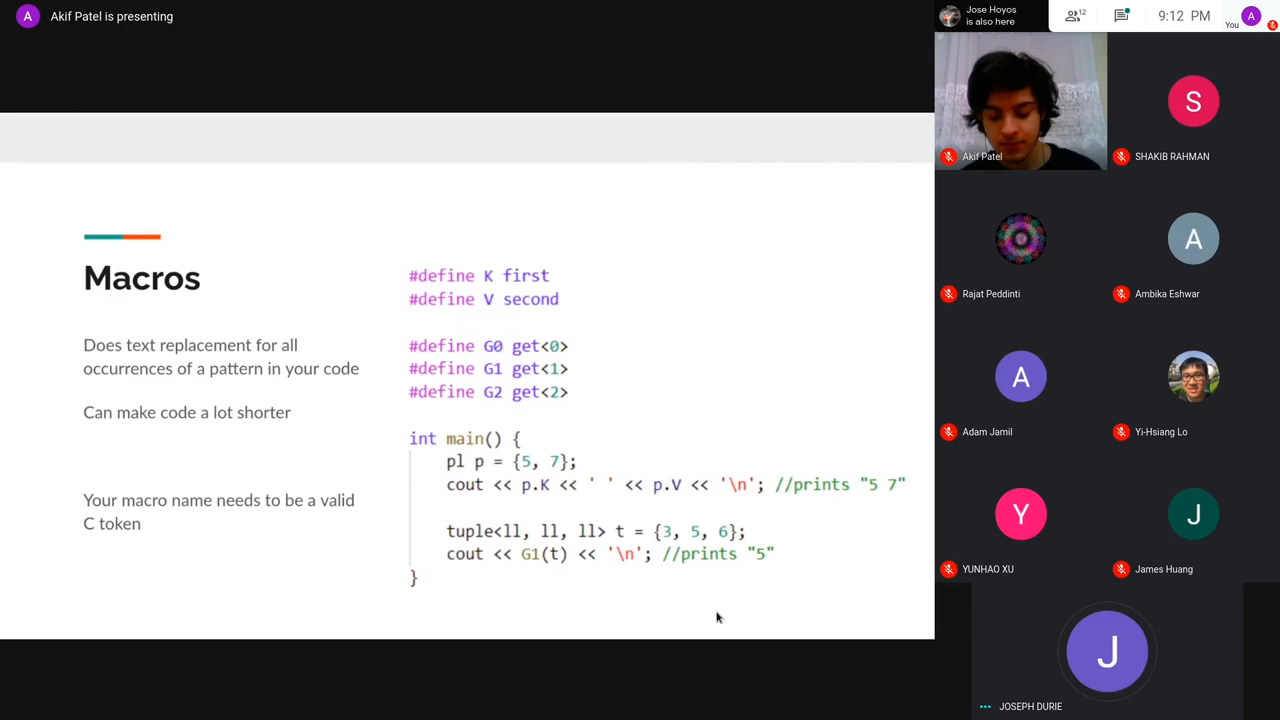 A Akif Patel is presenting
Jose Hoyos
is also here
12
9:12 PM
You
A
Macros
Does text replacement for all
occurrences of a pattern in your code
Can make code a lot shorter
Your macro name needs to be a valid
C token
#define K first
#define V second
#define G0 get<0>
#define G1 get<1>
#define G2 get<2>
int main() {
pl p = {5, 7};
cout << p.K << ' ' << p.V << '\n'; //prints "5 7"
tuple<ll, ll, ll> t = {3, 5, 6};
cout << G1(t) << '\n'; //prints "5"
}
Akif Patel
S
SHAKIB RAHMAN
Rajat Peddinti
A
Ambika Eshwar
A
Adam Jamil
Yi-Hsiang Lo
Y
YUNHAO XU
J
James Huang
J
JOSEPH DURIE